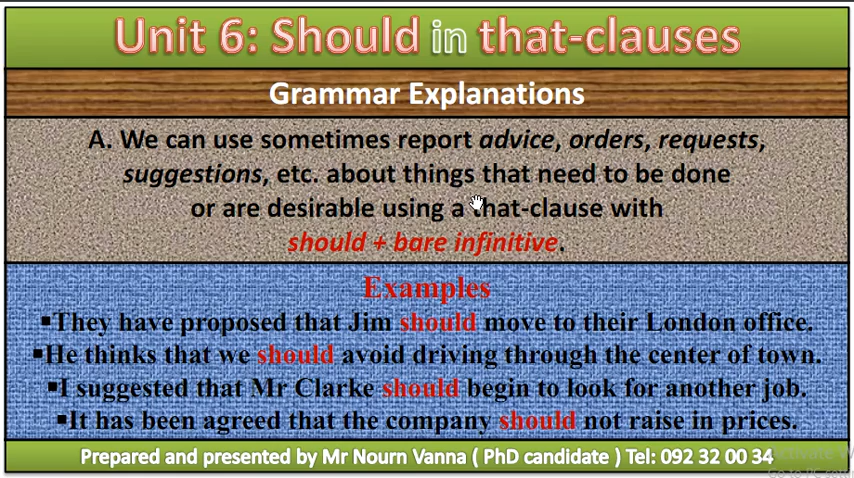 Unit 6: Should in that-clauses
Grammar Explanations
A. We can use sometimes report advice, orders, requests,
suggestions, etc. about things that need to be done
or are desirable using a that-clause with
should + bare infinitive.
Examples
▪They have proposed that Jim should move to their London office.
▪He thinks that we should avoid driving through the center of town.
▪I suggested that Mr Clarke should begin to look for another job.
▪It has been agreed that the company should not raise in prices.
Prepared and presented by Mr Nourn Vanna ( PhD candidate ) Tel: 092 32 00 34